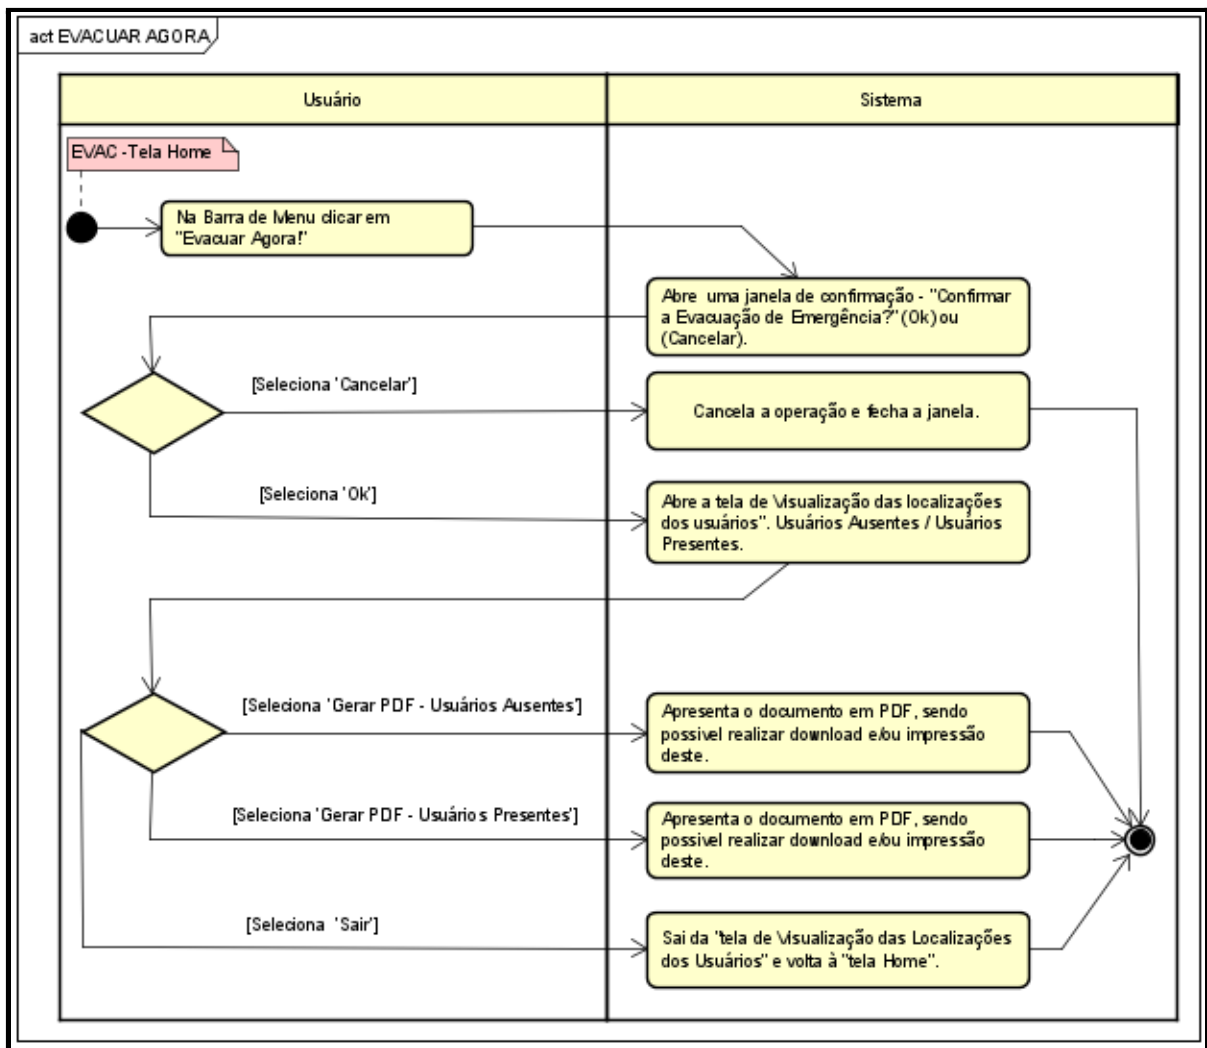 act EVACUAR AGORA
Usuário
Sistema
EVAC -Tela Home
Na Barra de Menu clicar em
"Evacuar Agora!"
Abre uma janela de confirmação - "Confirmar
a Evacuação de Emergência?" (Ok) ou
(Cancelar).
[Seleciona 'Cancelar']
Cancela a operação e fecha a janela.
[Seleciona 'Ok']
Abre a tela de Visualização das localizações
dos usuários". Usuários Ausentes / Usuários
Presentes.
[Seleciona 'Gerar PDF - Usuários Ausentes']
Apresenta o documento em PDF, sendo
possivel realizar download e/ou impressão
deste.
[Seleciona 'Gerar PDF - Usuários Presentes']
Apresenta o documento em PDF, sendo
possivel realizar download e/ou impressão
deste.
[Seleciona 'Sair']
Sai da "tela de Visualização das Localizações
dos Usuários" e volta à "tela Home".